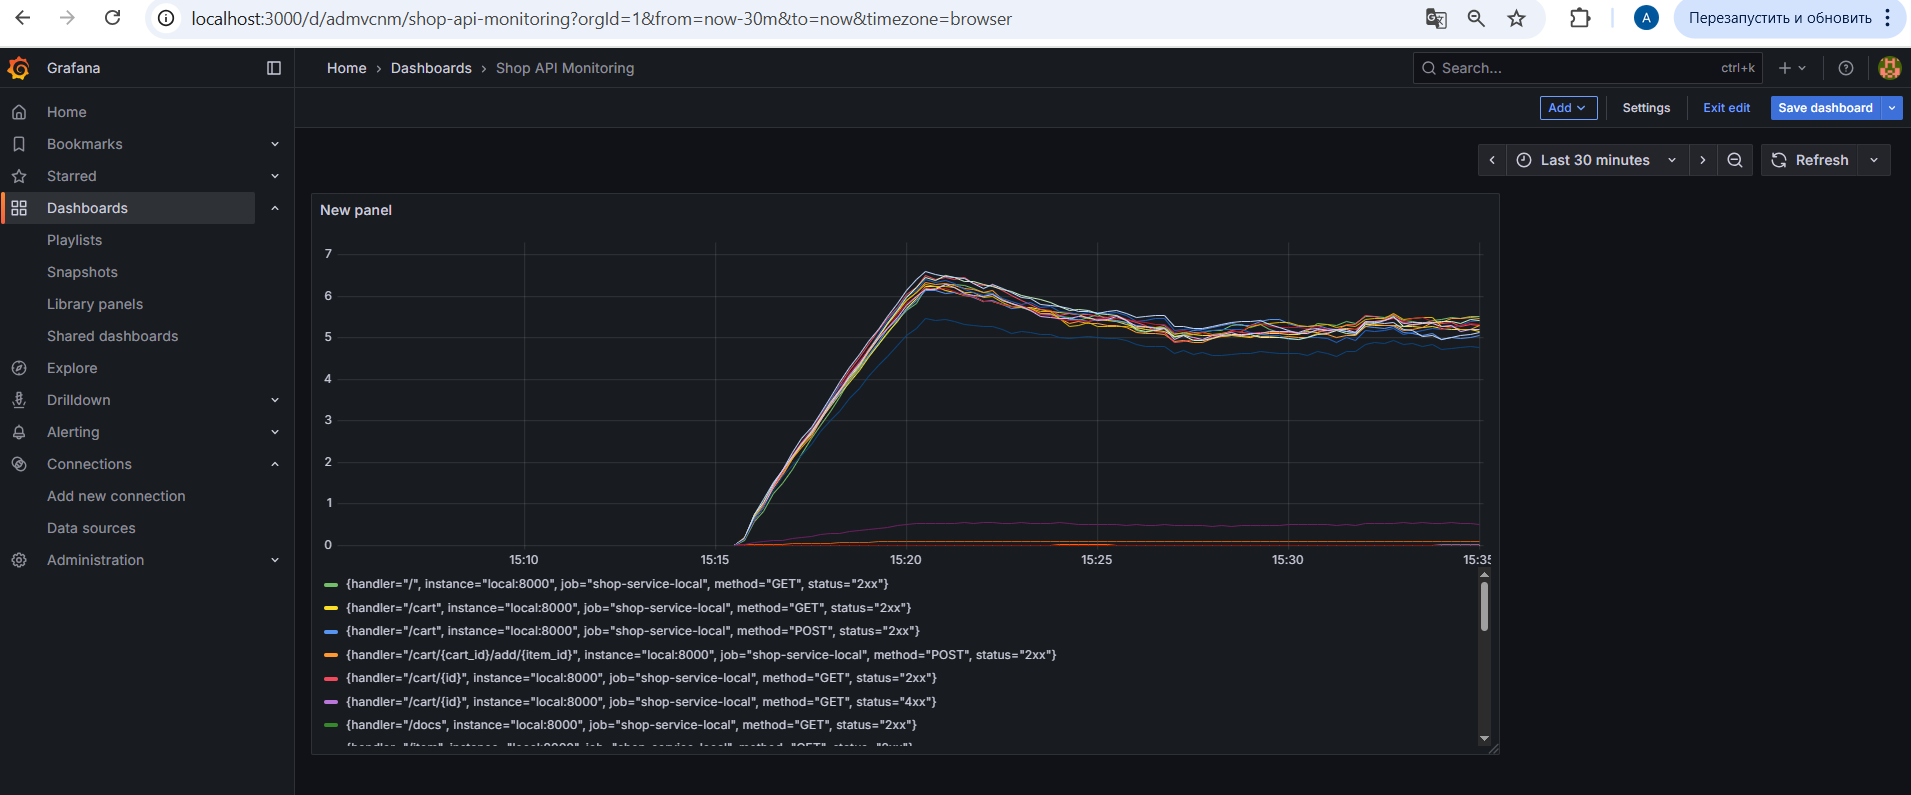 localhost:3000/d/admvcnm/shop-api-monitoring?orgId=1&from=now-30m&to=now&timezone=browser
A
Перезапустить и обновить
Grafana
Home › Dashboards › Shop API Monitoring
Search...
ctrl+k
Add
Settings
Exit edit
Save dashboard
Home
Bookmarks
Starred
Dashboards
Playlists
Snapshots
Library panels
Shared dashboards
Explore
Drilldown
Alerting
Connections
Add new connection
Data sources
Administration
Last 30 minutes
Refresh
New panel
7
6
5
4
3
2
1
0
15:10
15:15
15:20
15:25
15:30
15:35
{handler="/", instance="local:8000", job="shop-service-local", method="GET", status="2xx"}
{handler="/cart", instance="local:8000", job="shop-service-local", method="GET", status="2xx"}
{handler="/cart", instance="local:8000", job="shop-service-local", method="POST", status="2xx"}
{handler="/cart/{cart_id}/add/{item_id}", instance="local:8000", job="shop-service-local", method="POST", status="2xx"}
{handler="/cart/{id}", instance="local:8000", job="shop-service-local", method="GET", status="2xx"}
{handler="/cart/{id}", instance="local:8000", job="shop-service-local", method="GET", status="4xx"}
{handler="/docs", instance="local:8000", job="shop-service-local", method="GET", status="2xx"}